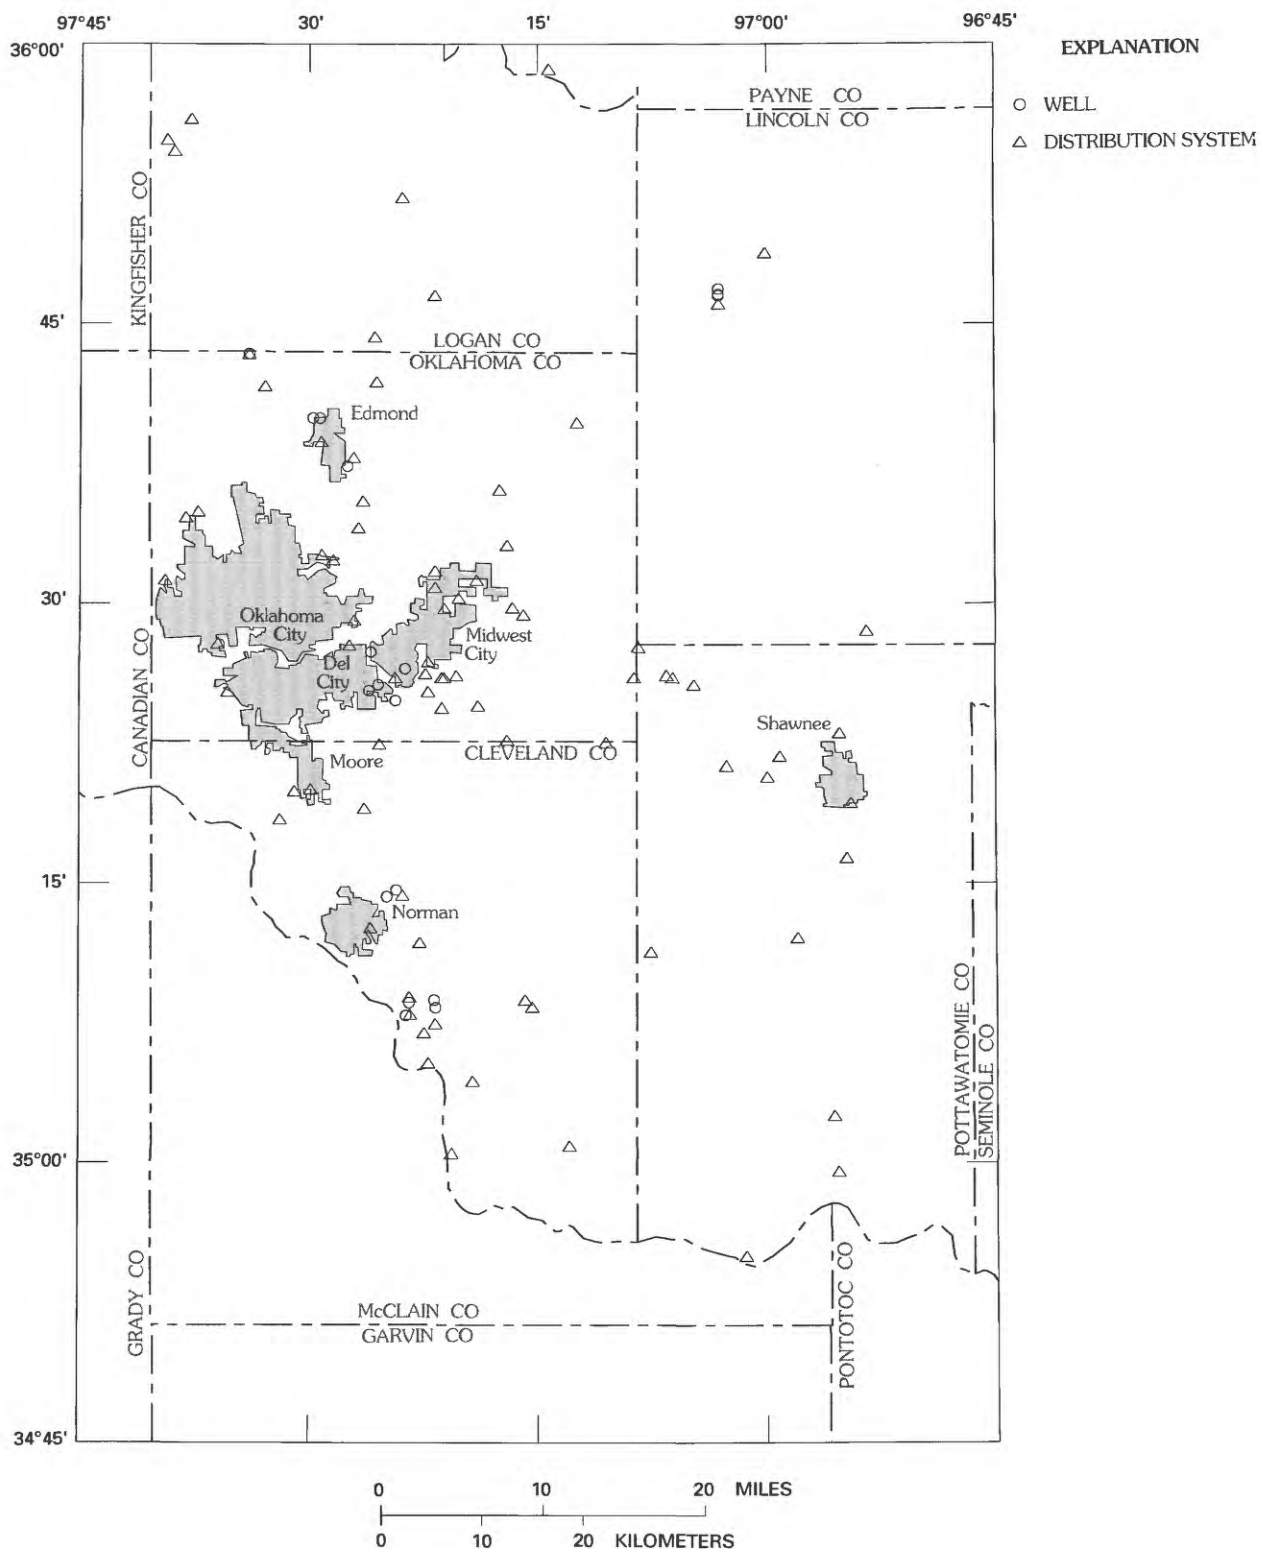 97°45' 30' 15' 97°00' 96°45'
36°00'
EXPLANATION
PAYNE CO
LINCOLN CO
WELL
DISTRIBUTION SYSTEM
KINGFISHER CO
45'
LOGAN CO
OKLAHOMA CO
Edmond
30'
Oklahoma
City
Midwest
City
Del
City
CANADIAN CO
Shawnee
CLEVELAND CO
Moore
15'
Norman
POTTAWATOMIE CO
SEMINOLE CO
35°00'
GRADY CO
McCLAIN CO
GARVIN CO
PONTOTOC CO
34°45'
0 10 20 MILES
0 10 20 KILOMETERS